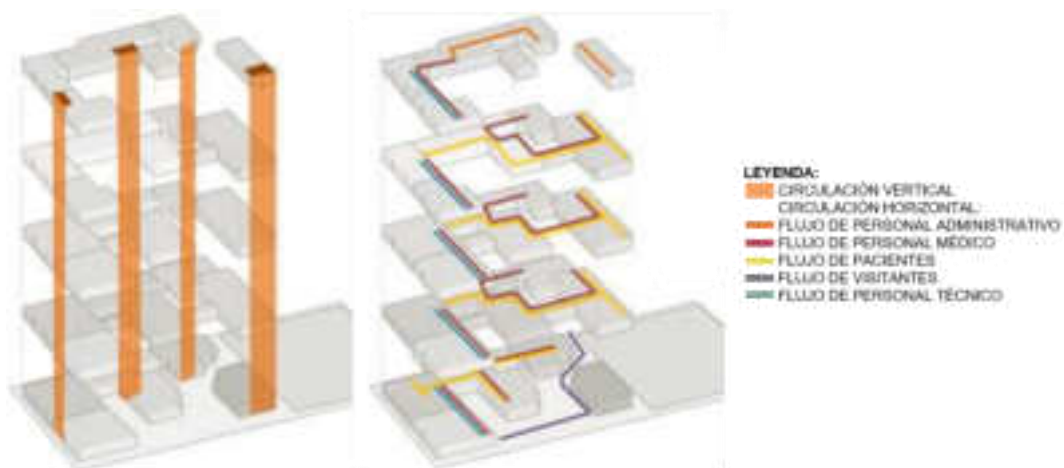 LEYENDA:
CIRCULACIÓN VERTICAL
CIRCULACIÓN HORIZONTAL:
FLUJO DE PERSONAL ADMINISTRATIVO
FLUJO DE PERSONAL MÉDICO
FLUJO DE PACIENTES
FLUJO DE VISITANTES
FLUJO DE PERSONAL TÉCNICO